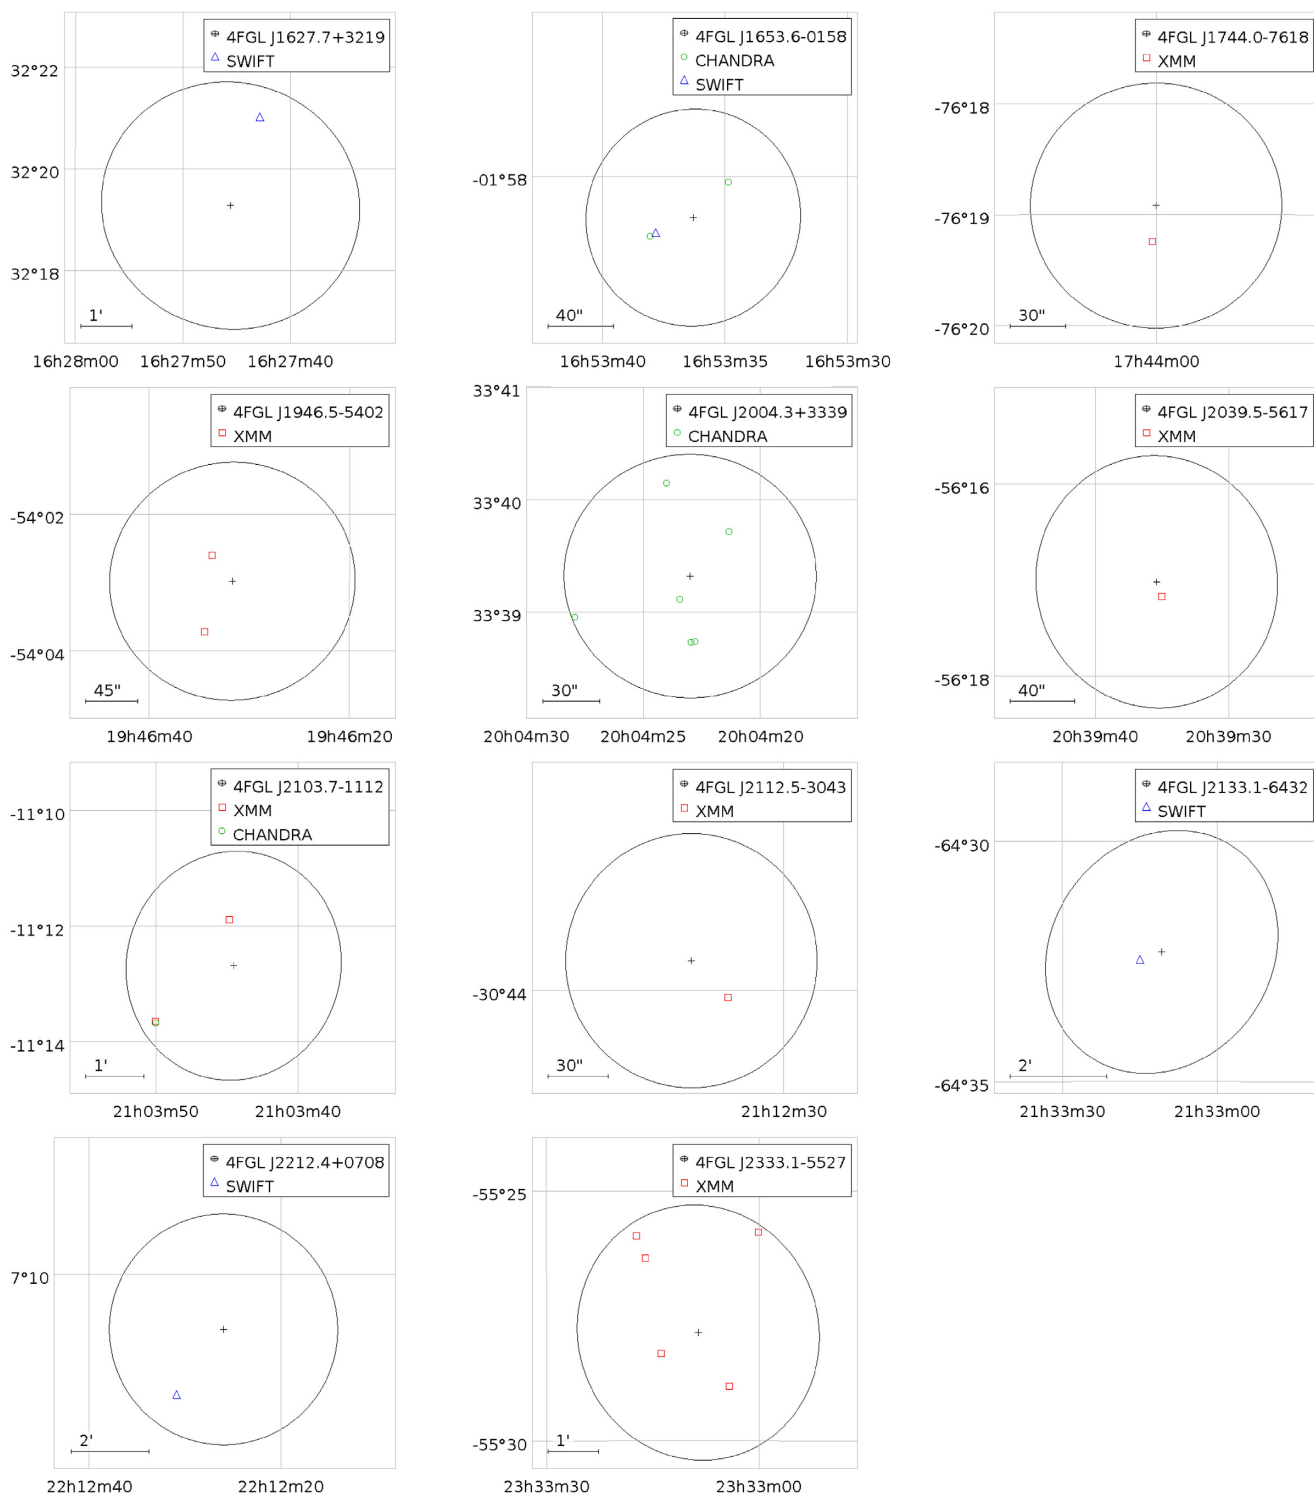 4FGL J1627.7+3219
SWIFT
32°22
32°20
32°18
1'
16h28m00 16h27m50 16h27m40
4FGL J1653.6-0158
CHANDRA
SWIFT
-01°58
40"
16h53m40 16h53m35 16h53m30
4FGL J1744.0-7618
XMM
-76°18
-76°19
-76°20
30"
17h44m00
4FGL J1946.5-5402
XMM
-54°02
-54°04
45"
19h46m40 19h46m20
33°41
4FGL J2004.3+3339
CHANDRA
33°40
33°39
30"
20h04m30 20h04m25 20h04m20
4FGL J2039.5-5617
XMM
-56°16
-56°18
40"
20h39m40 20h39m30
4FGL J2103.7-1112
XMM
CHANDRA
-11°10
-11°12
-11°14
1'
21h03m50 21h03m40
4FGL J2112.5-3043
XMM
-30°44
30"
21h12m30
4FGL J2133.1-6432
SWIFT
-64°30
-64°35
2'
21h33m30 21h33m00
4FGL J2212.4+0708
SWIFT
7°10
2'
22h12m40 22h12m20
4FGL J2333.1-5527
XMM
-55°25
-55°30
1'
23h33m30 23h33m00